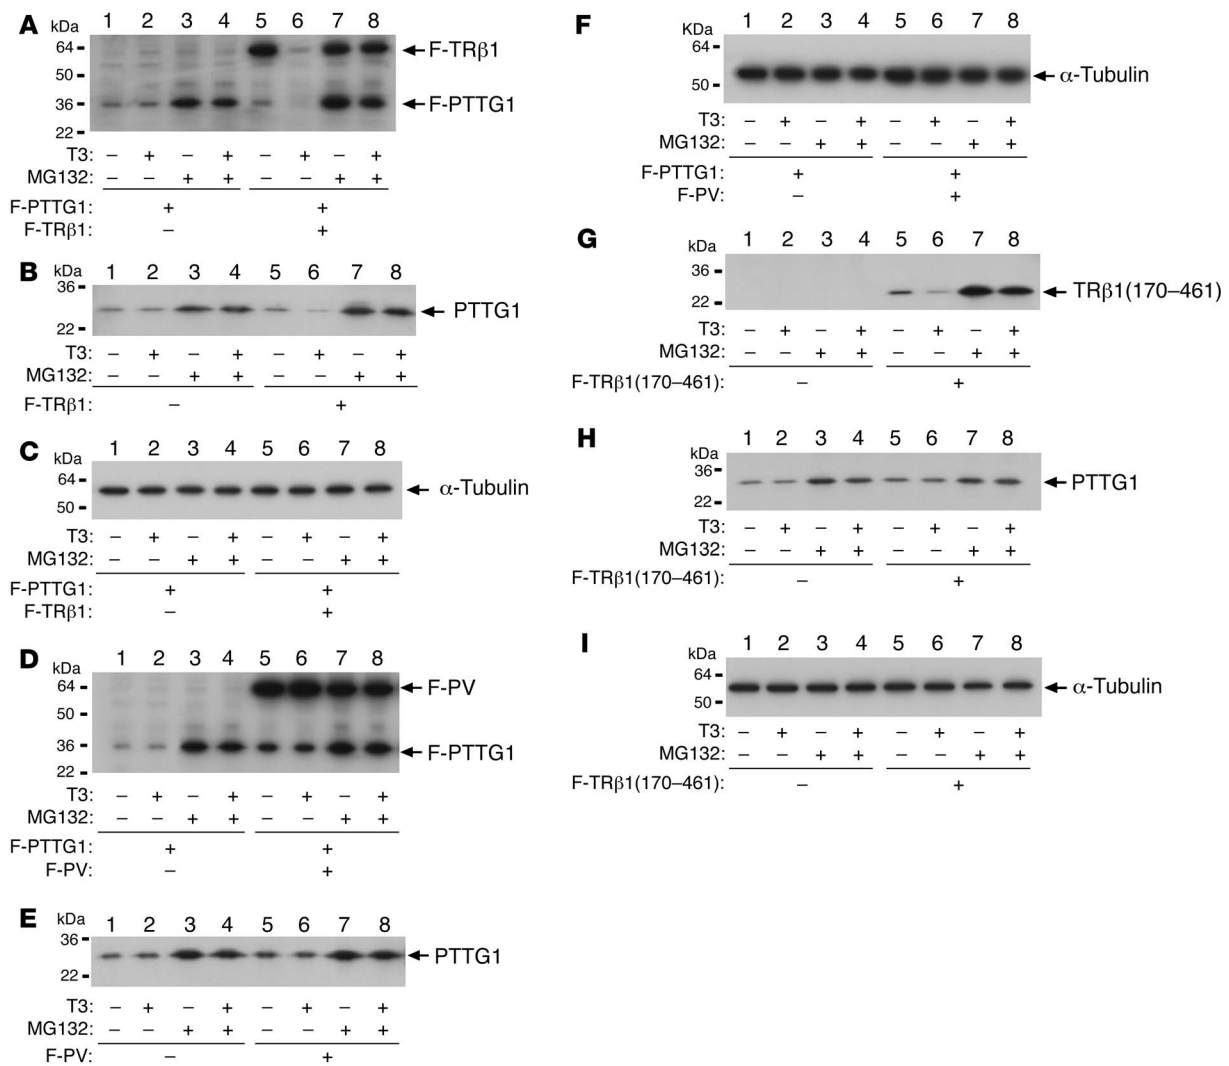 A
kDa 1 2 3 4 5 6 7 8
64
F-TRβ1
50
36
F-PTTG1
22
T3: – + – + – + – +
MG132: – – + + – – + +
F-PTTG1: + +
F-TRβ1: – +
B
kDa 1 2 3 4 5 6 7 8
36
PTTG1
22
T3: – + – + – + – +
MG132: – – + + – – + +
F-TRβ1: – +
C
kDa 1 2 3 4 5 6 7 8
64
α-Tubulin
50
T3: – + – + – + – +
MG132: – – + + – – + +
F-PTTG1: + +
F-TRβ1: – +
D
kDa 1 2 3 4 5 6 7 8
64
F-PV
50
36
F-PTTG1
22
T3: – + – + – + – +
MG132: – – + + – – + +
F-PTTG1: + +
F-PV: – +
E
kDa 1 2 3 4 5 6 7 8
36
PTTG1
22
T3: – + – + – + – +
MG132: – – + + – – + +
F-PV: – +
F
KDa 1 2 3 4 5 6 7 8
64
α-Tubulin
50
T3: – + – + – + – +
MG132: – – + + – – + +
F-PTTG1: + +
F-PV: – +
G
kDa 1 2 3 4 5 6 7 8
36
TRβ1(170–461)
22
T3: – + – + – + – +
MG132: – – + + – – + +
F-TRβ1(170–461): – +
H
kDa 1 2 3 4 5 6 7 8
36
PTTG1
22
T3: – + – + – + – +
MG132: – – + + – – + +
F-TRβ1(170–461): – +
I
kDa 1 2 3 4 5 6 7 8
64
α-Tubulin
50
T3: – + – + – + – +
MG132: – – + + – – + +
F-TRβ1(170–461): – +